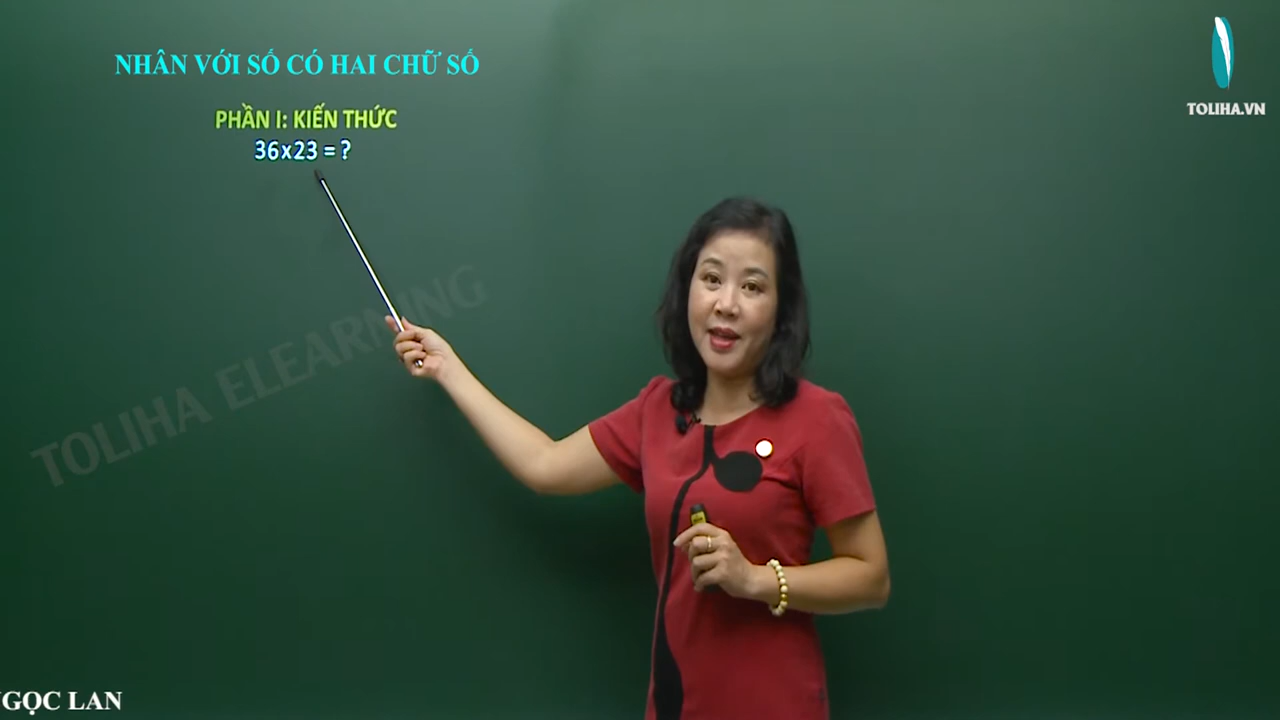 NHÂN VỚI SỐ CÓ HAI CHỮ SỐ
PHẦN I: KIẾN THỨC
36x23 = ?
TOLIHA.VN
TOLIHA ELEARNING
GỌC LAN